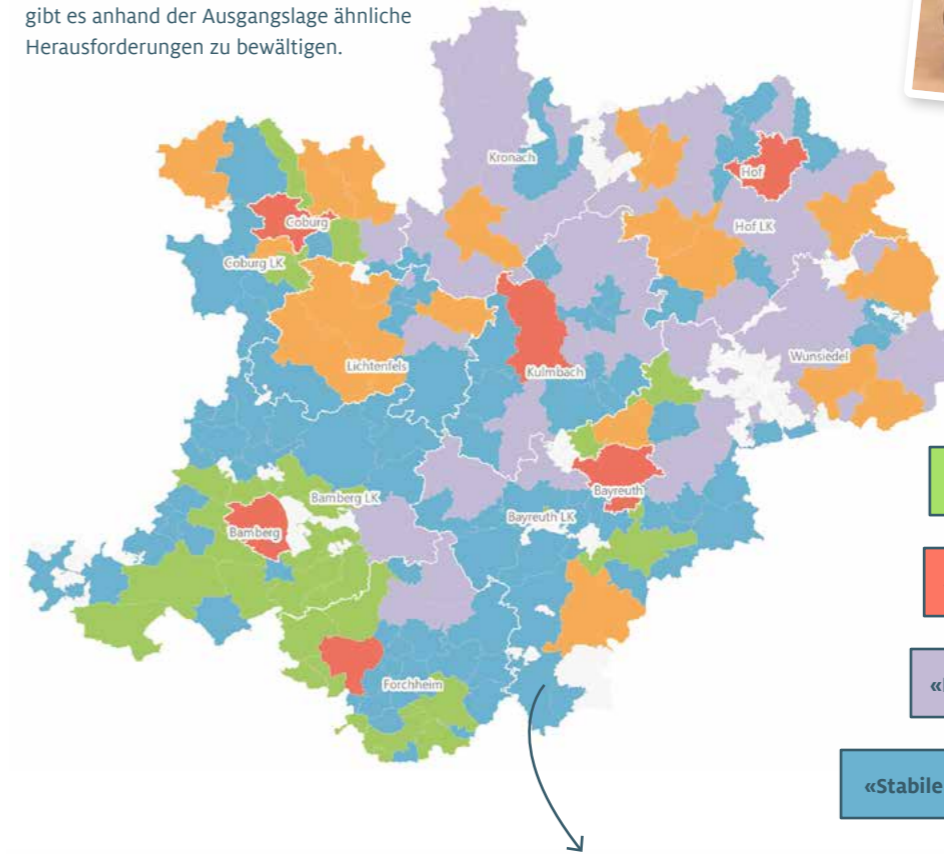 gibt es anhand der Ausgangslage ähnliche
Herausforderungen zu bewältigen.
Kronach
Hof
Coburg
Hof LK
Coburg LK
Wunsiedel
Lichtenfels
Kulmbach
Bayreuth
Bamberg LK
Bayreuth LK
Bamberg
Forchheim
«Stabile